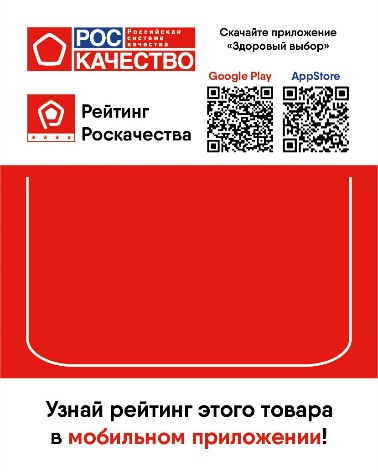 РОС
Российская
система
качества
КАЧЕСТВО
Скачайте приложение
«Здоровый выбор»
Google Play
AppStore
Рейтинг
Роскачества
Узнай рейтинг этого товара
в мобильном приложении!